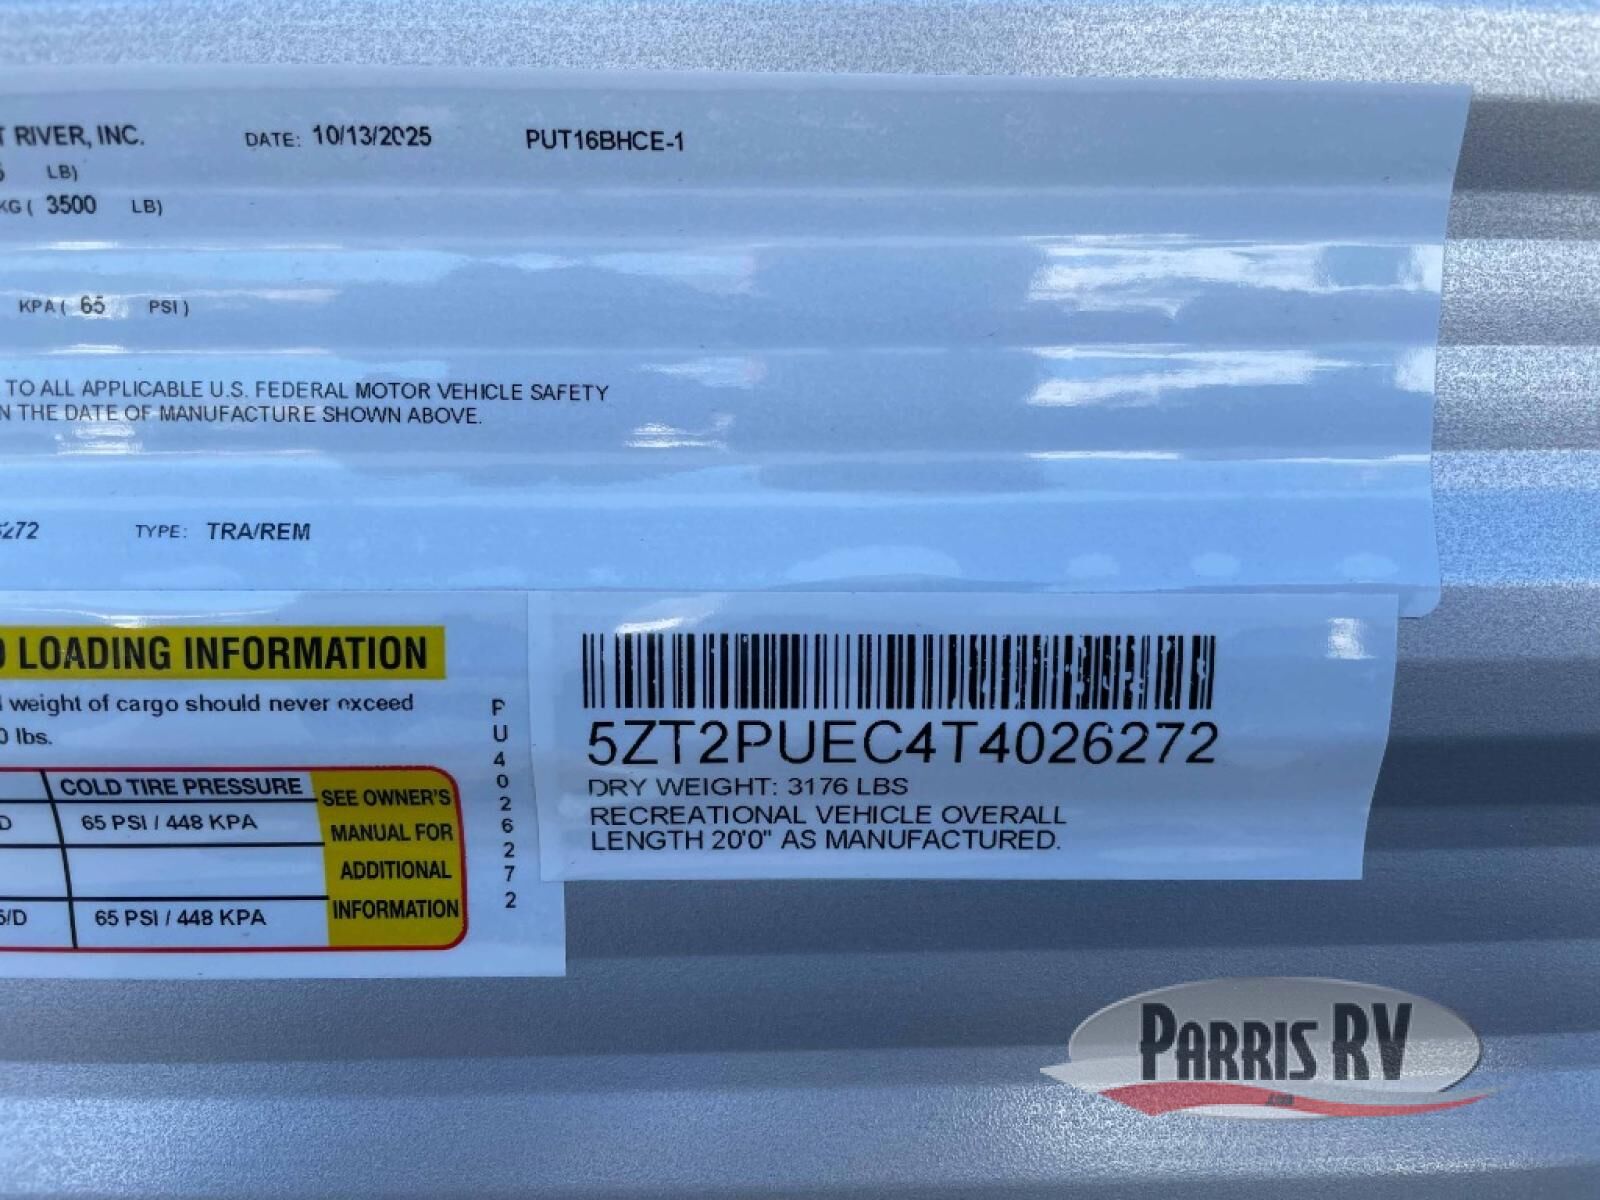 T RIVER, INC. DATE: 10/13/2025 PUT16BHCE-1
LB)
KG ( 3500 LB)
KPA ( 65 PSI )
TO ALL APPLICABLE U.S. FEDERAL MOTOR VEHICLE SAFETY
N THE DATE OF MANUFACTURE SHOWN ABOVE.
272 TYPE: TRA/REM
LOADING INFORMATION
weight of cargo should never exceed
0 lbs.
COLD TIRE PRESSURE
65 PSI / 448 KPA
/D 65 PSI / 448 KPA
SEE OWNER'S
MANUAL FOR
ADDITIONAL
INFORMATION
PU4026272
5ZT2PUEC4T4026272
DRY WEIGHT: 3176 LBS
RECREATIONAL VEHICLE OVERALL
LENGTH 20'0" AS MANUFACTURED.
PARRIS RV
.COM